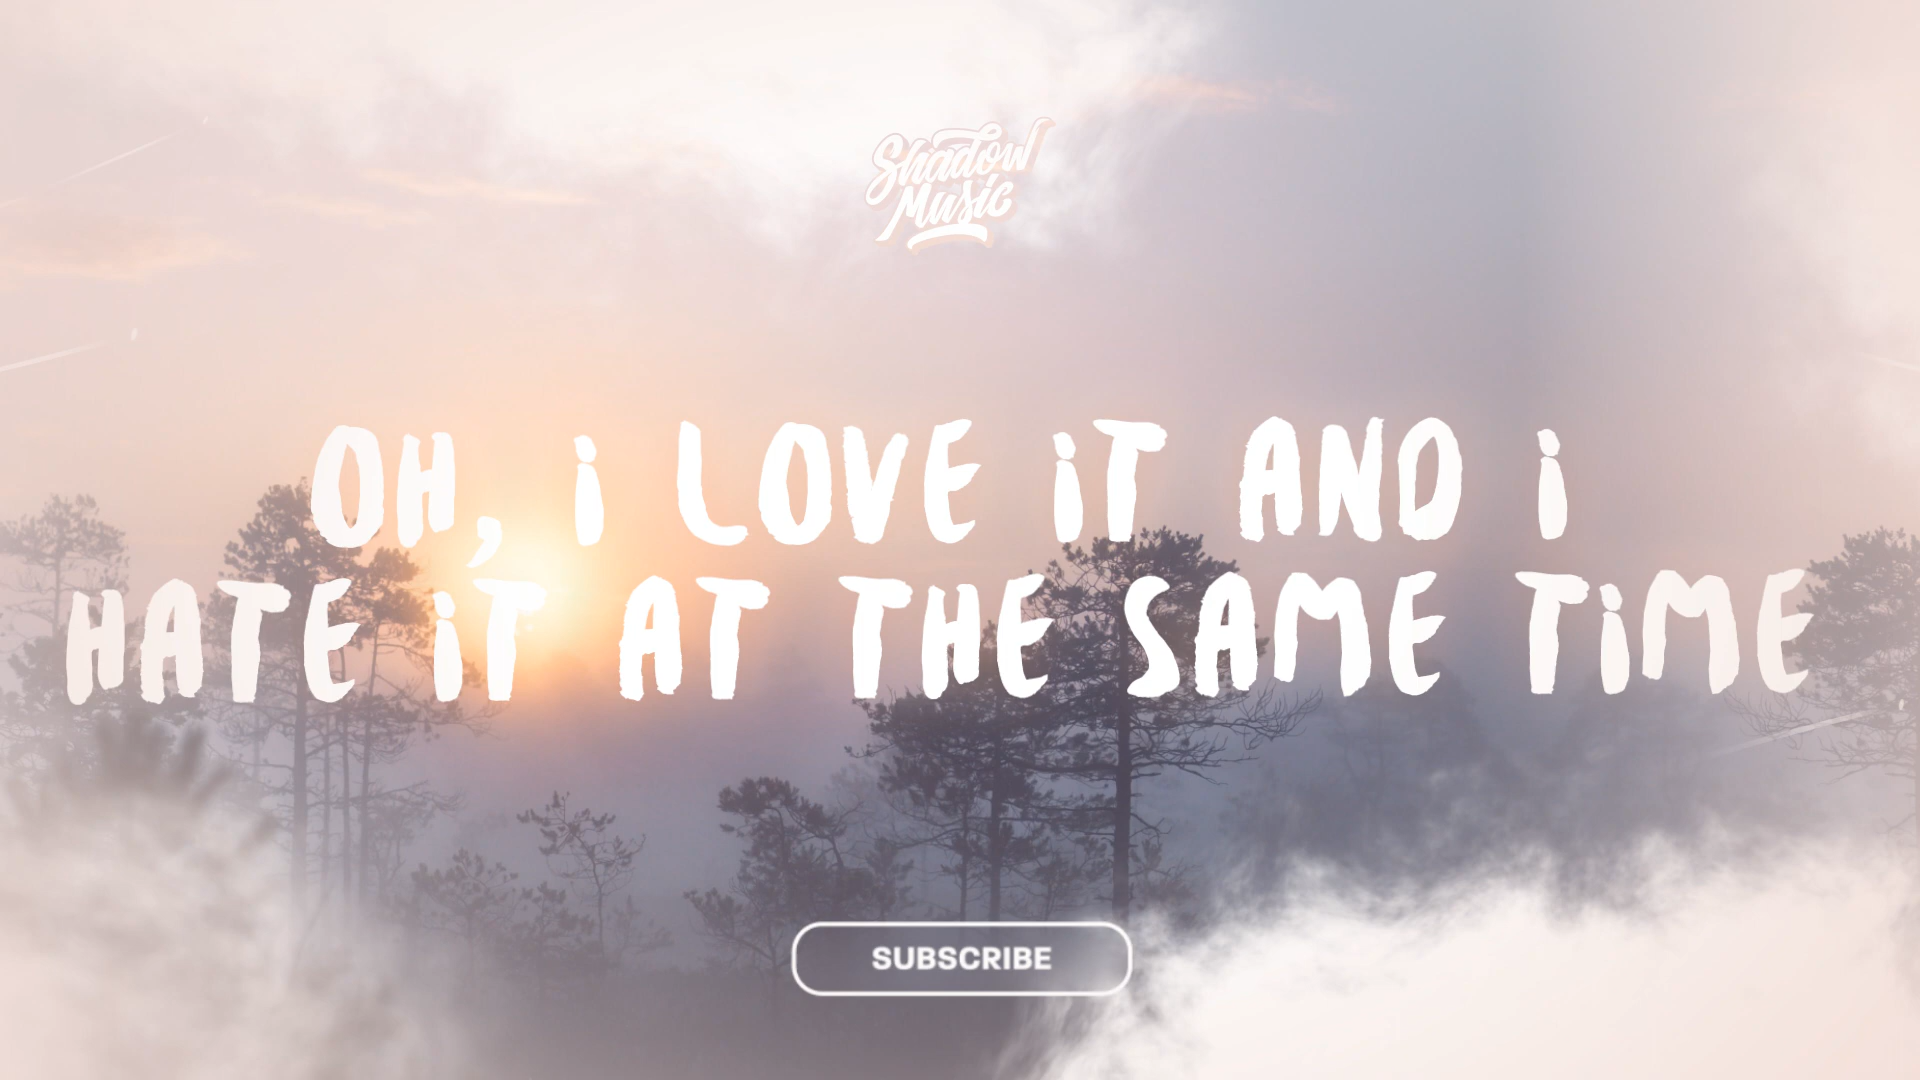 Shadow
Music
OH, i LOVE iT AND i
HATE iT AT THE SAME TiME
SUBSCRIBE